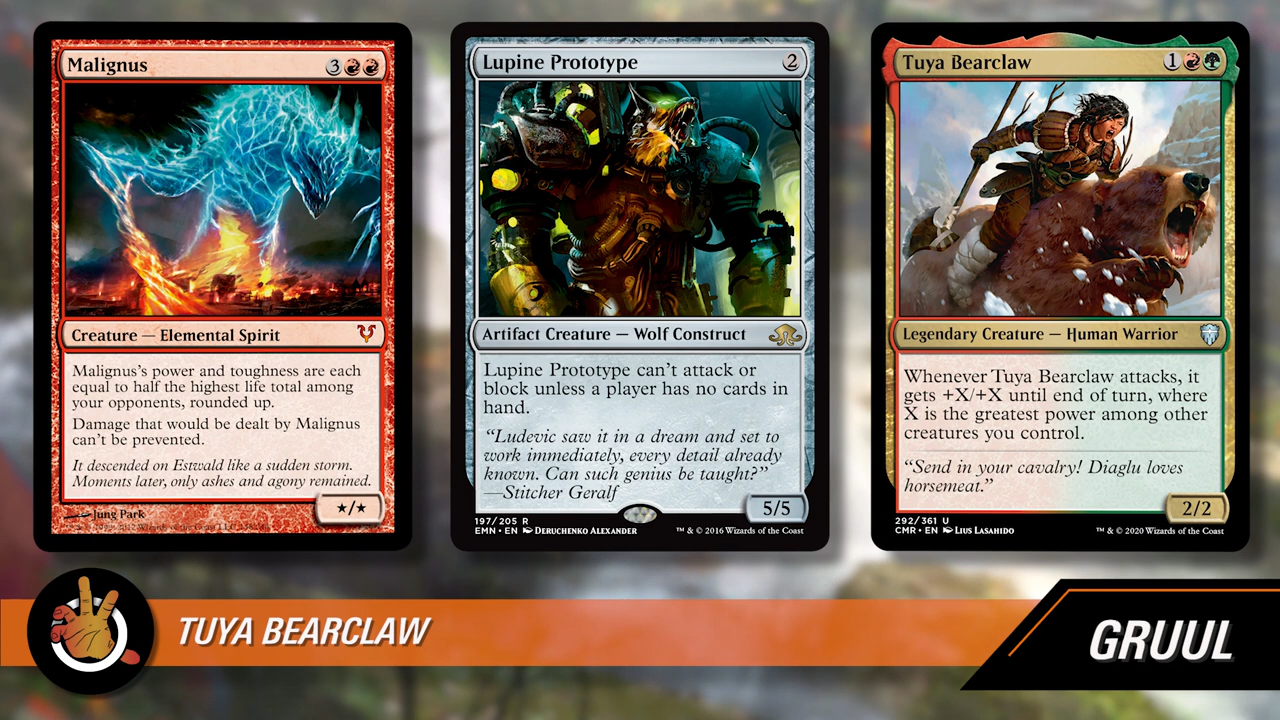 Malignus 3
Creature — Elemental Spirit
Malignus's power and toughness are each
equal to half the highest life total among
your opponents, rounded up.
Damage that would be dealt by Malignus
can't be prevented.
It descended on Estwald like a sudden storm.
Moments later, only ashes and agony remained.
★/★
Jung Park
Lupine Prototype 2
Artifact Creature — Wolf Construct
Lupine Prototype can't attack or
block unless a player has no cards in
hand.
“Ludevic saw it in a dream and set to
work immediately, every detail already
known. Can such genius be taught?”
—Stitcher Geralf
5/5
197/205 R
EMN • EN DERUCHENKO ALEXANDER ™ & © 2016 Wizards of the Coast
Tuya Bearclaw 1
Legendary Creature — Human Warrior
Whenever Tuya Bearclaw attacks, it
gets +X/+X until end of turn, where
X is the greatest power among other
creatures you control.
“Send in your cavalry! Diaglu loves
horsemeat.”
2/2
292/361 U
CMR • EN LIUS LASAHIDO ™ & © 2020 Wizards of the Coast
TUYA BEARCLAW
GRUUL